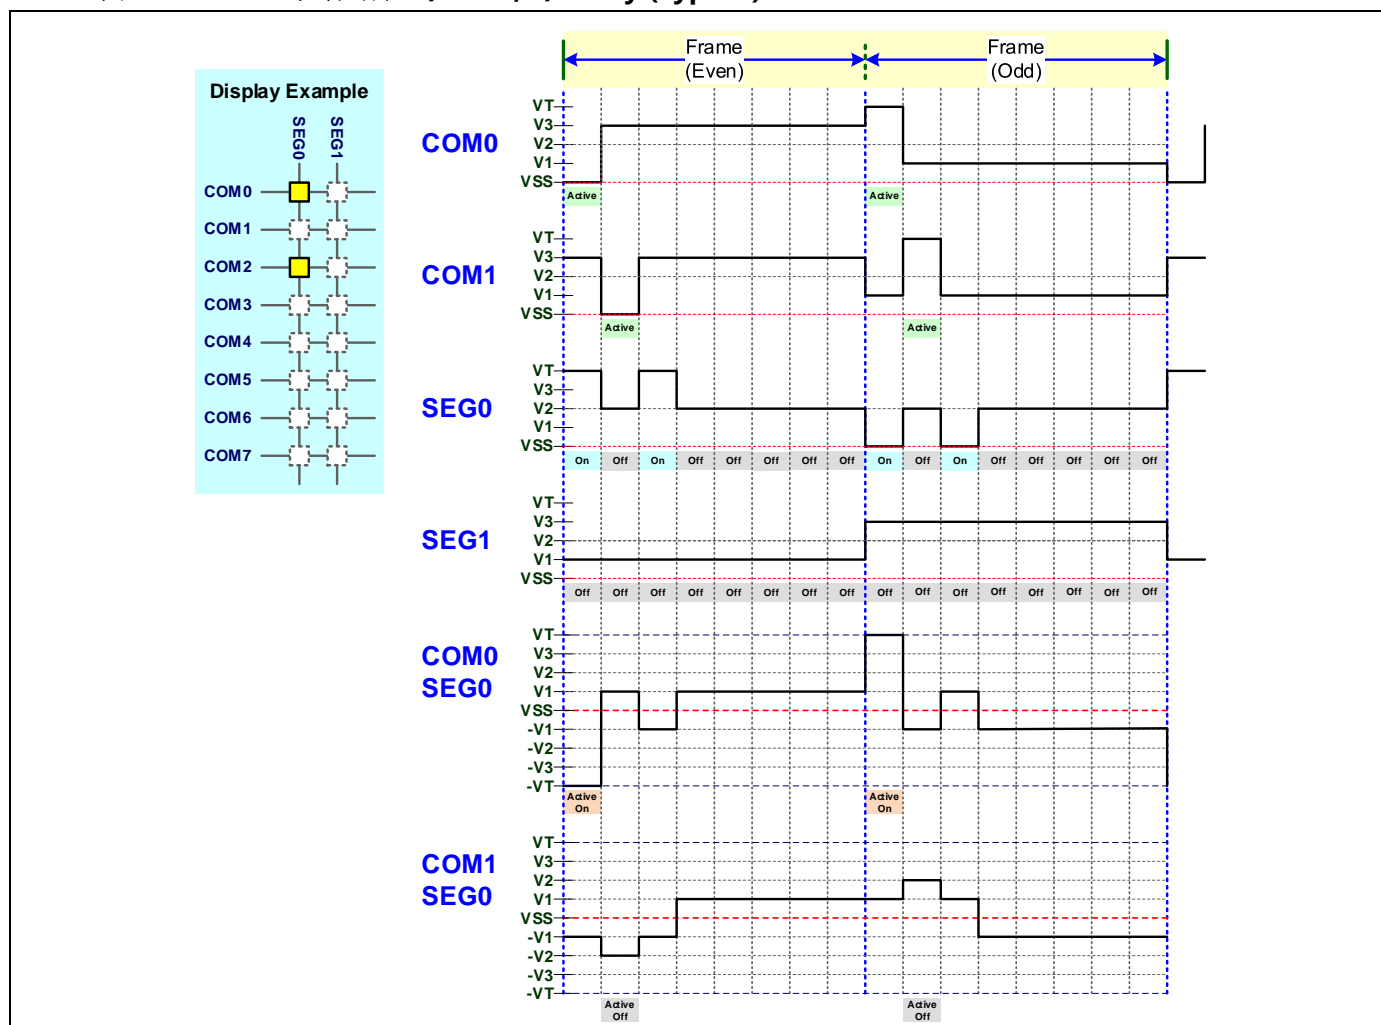 Frame
(Even)
Frame
(Odd)
Display Example
SEG0
SEG1
COM0
COM1
COM2
COM3
COM4
COM5
COM6
COM7
COM0
VT
V3
V2
V1
VSS
Active
Active
COM1
VT
V3
V2
V1
VSS
Active
Active
SEG0
VT
V3
V2
V1
VSS
On Off On Off Off Off Off Off On Off On Off Off Off Off Off
SEG1
VT
V3
V2
V1
VSS
Off Off Off Off Off Off Off Off Off Off Off Off Off Off Off Off
COM0
SEG0
VT
V3
V2
V1
VSS
-V1
-V2
-V3
-VT
Active
On
Active
On
COM1
SEG0
VT
V3
V2
V1
VSS
-V1
-V2
-V3
-VT
Active
Off
Active
Off